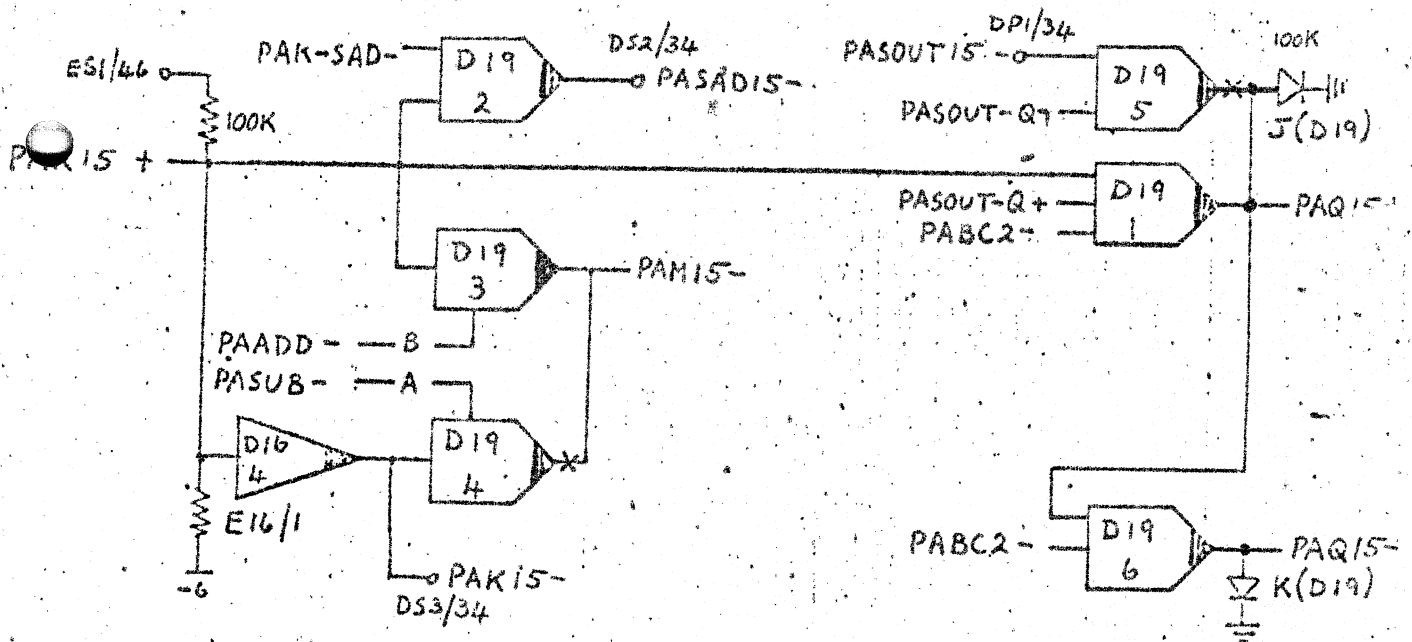 ES1/46
100K
15 +
PAK-SAD-
D19
2
DS2/34
PASAD15-
D19
3
PAM15-
PAADD - B
PASUB - A
D16
4
E16/1
-6
D19
4
PAK15-
DS3/34
DP1/34
PASOUT15 -
PASOUT-Q-
D19
5
100K
J(D19)
D19
1
PASOUT-Q+
PABC2-
PAQ15-
PABC2 -
D19
6
PAQ15-
K(D19)